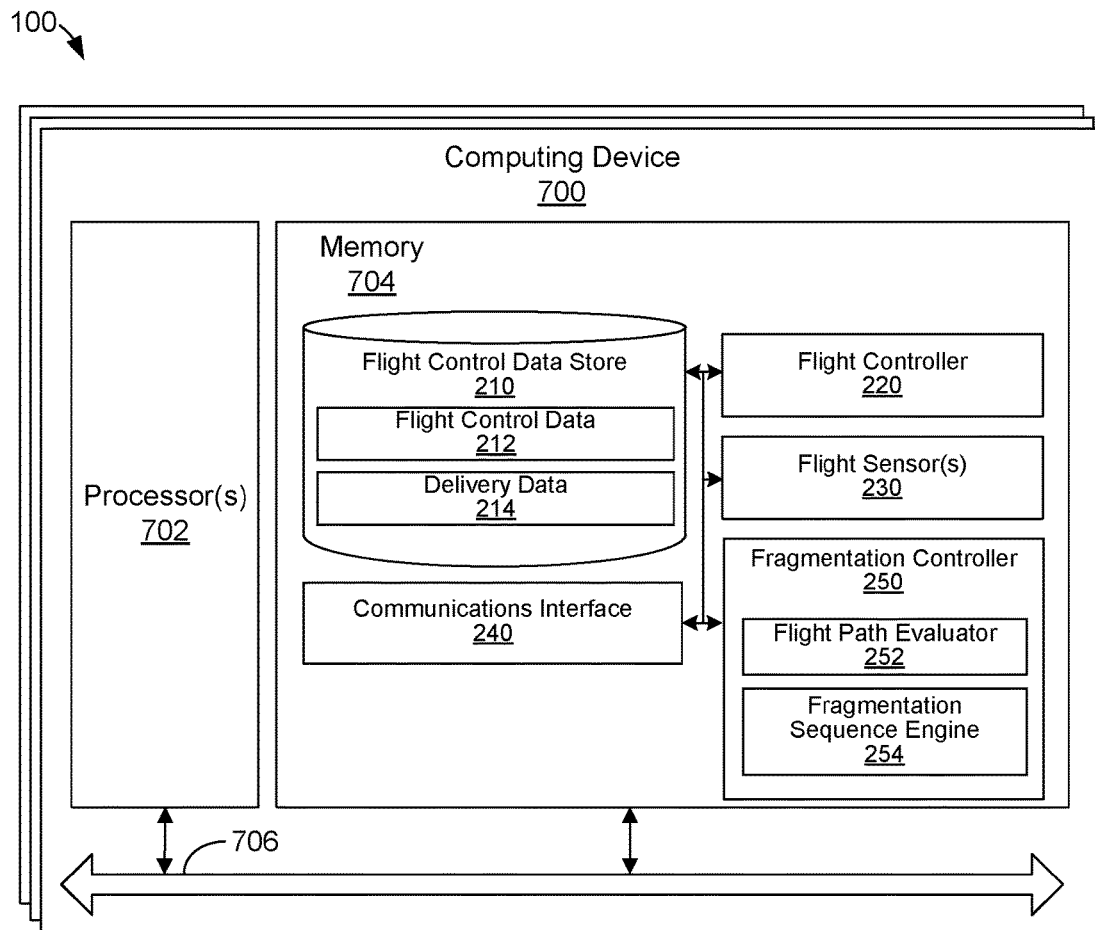 100
Computing Device
700
Processor(s)
702
Memory
704
Flight Control Data Store
210
Flight Control Data
212
Delivery Data
214
Communications Interface
240
Flight Controller
220
Flight Sensor(s)
230
Fragmentation Controller
250
Flight Path Evaluator
252
Fragmentation
Sequence Engine
254
706